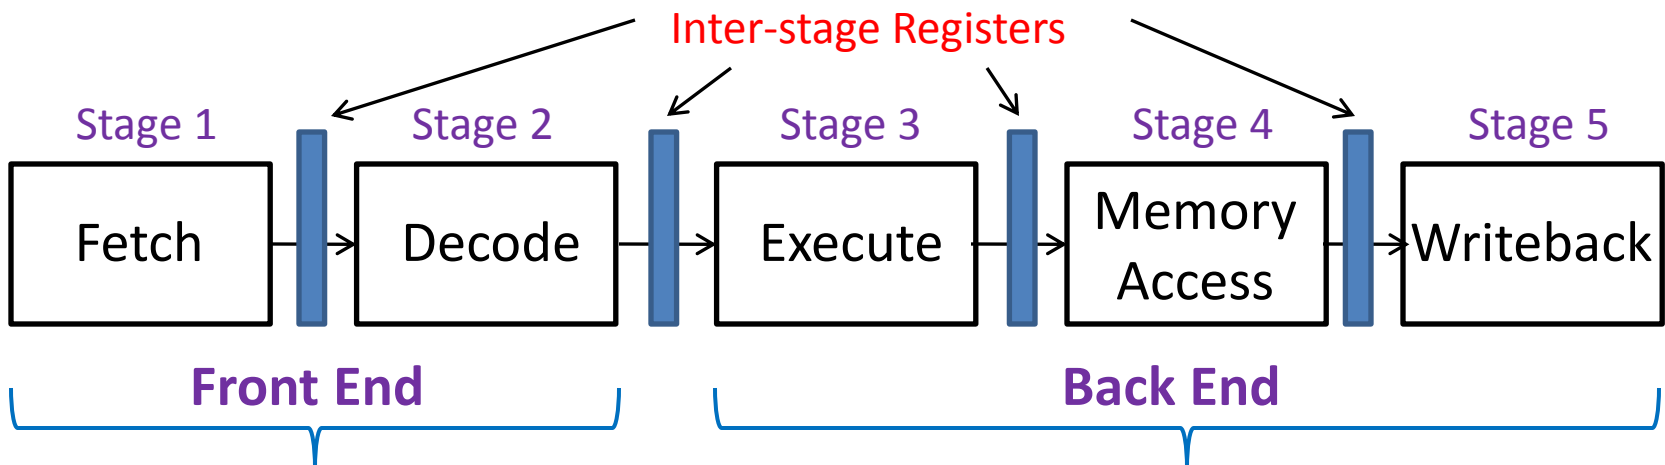 Inter-stage Registers
Stage 1
Stage 2
Stage 3
Stage 4
Stage 5
Fetch
Decode
Execute
Memory
Access
Writeback
Front End
Back End